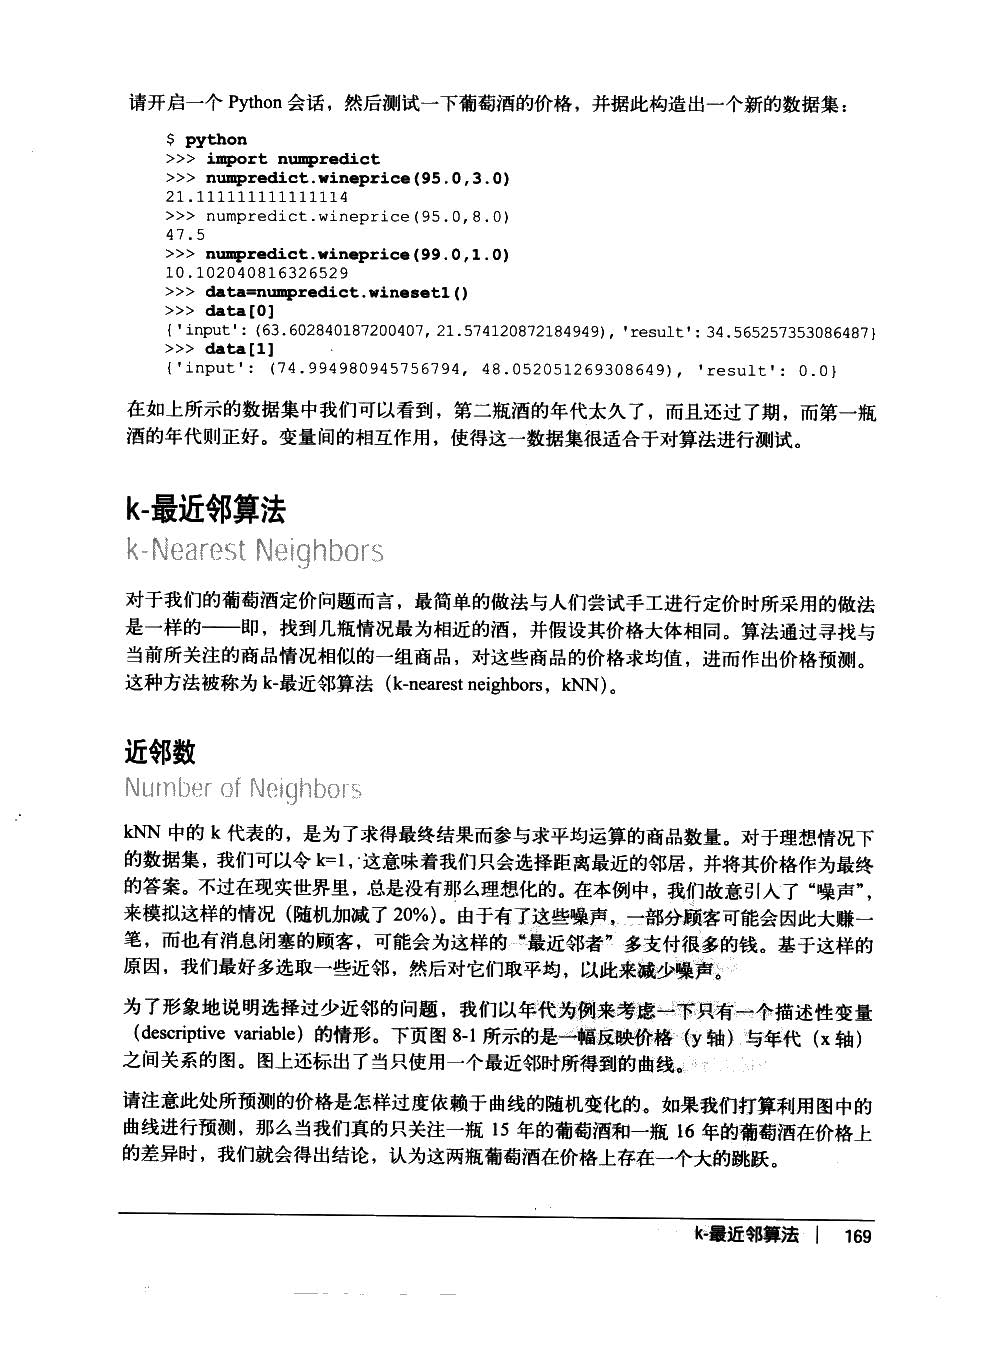 请开启一个 Python 会话，然后测试一下葡萄酒的价格，并据此构造出一个新的数据集：
$ python
>>> import numpredict
>>> numpredict.wineprice(95.0,3.0)
21.111111111111114
>>> numpredict.wineprice(95.0,8.0)
47.5
>>> numpredict.wineprice(99.0,1.0)
10.102040816326529
>>> data=numpredict.wineset1()
>>> data[0]
{'input': (63.602840187200407, 21.574120872184949), 'result': 34.565257353086487}
>>> data[1]
{'input': (74.994980945756794, 48.052051269308649), 'result': 0.0}
在如上所示的数据集中我们可以看到，第二瓶酒的年代太久了，而且还过了期，而第一瓶
酒的年代则正好。变量间的相互作用，使得这一数据集很适合于对算法进行测试。
k-最近邻算法
k-Nearest Neighbors
对于我们的葡萄酒定价问题而言，最简单的做法与人们尝试手工进行定价时所采用的做法
是一样的——即，找到几瓶情况最为相近的酒，并假设其价格大体相同。算法通过寻找与
当前所关注的商品情况相似的一组商品，对这些商品的价格求均值，进而作出价格预测。
这种方法被称为 k-最近邻算法（k-nearest neighbors，kNN）。
近邻数
Number of Neighbors
kNN 中的 k 代表的，是为了求得最终结果而参与求平均运算的商品数量。对于理想情况下
的数据集，我们可以令 k=1，这意味着我们只会选择距离最近的邻居，并将其价格作为最终
的答案。不过在现实世界里，总是没有那么理想化的。在本例中，我们故意引入了“噪声”，
来模拟这样的情况（随机加减了 20%）。由于有了这些噪声，一部分顾客可能会因此大赚一
笔，而也有消息闭塞的顾客，可能会为这样的“最近邻者”多支付很多的钱。基于这样的
原因，我们最好多选取一些近邻，然后对它们取平均，以此来减少噪声。
为了形象地说明选择过少近邻的问题，我们以年代为例来考虑一下只有一个描述性变量
（descriptive variable）的情形。下页图 8-1 所示的是一幅反映价格（y 轴）与年代（x 轴）
之间关系的图。图上还标出了当只使用一个最近邻时所得到的曲线。
请注意此处所预测的价格是怎样过度依赖于曲线的随机变化的。如果我们打算利用图中的
曲线进行预测，那么当我们真的只关注一瓶 15 年的葡萄酒和一瓶 16 年的葡萄酒在价格上
的差异时，我们就会得出结论，认为这两瓶葡萄酒在价格上存在一个大的跳跃。
k-最近邻算法 | 169